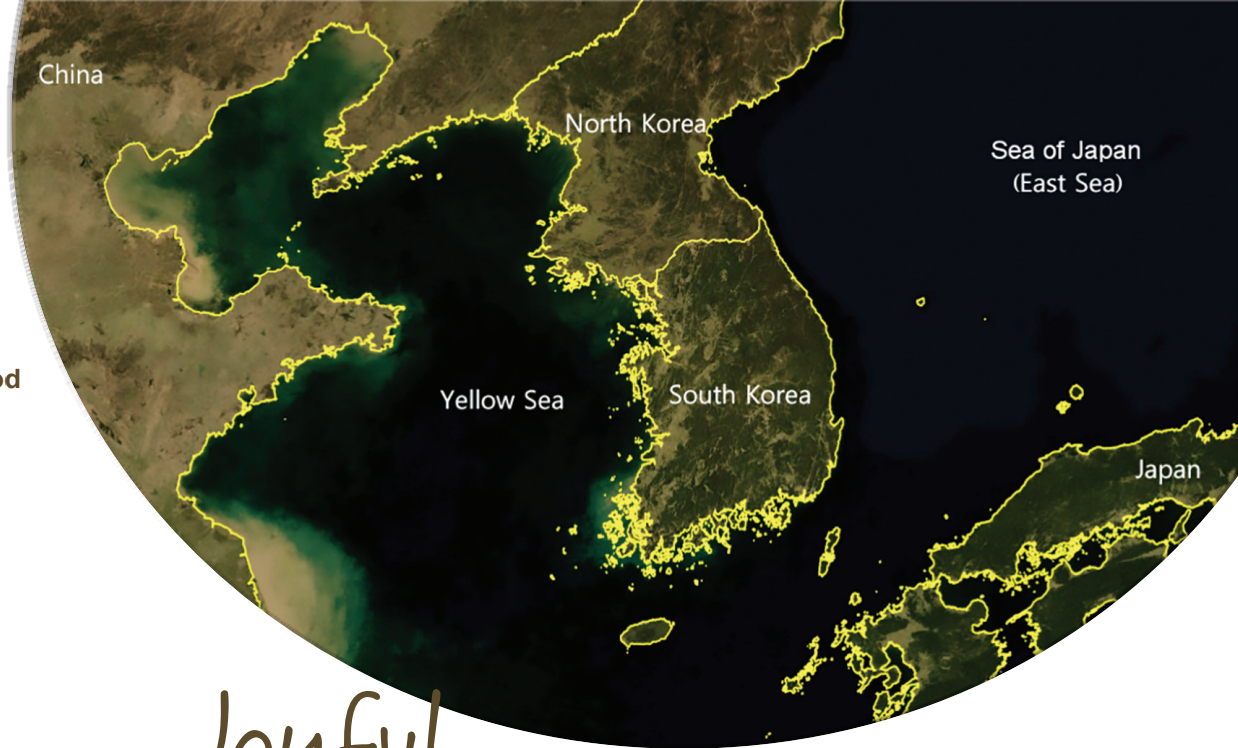 China
North Korea
Sea of Japan
(East Sea)
Yellow Sea
South Korea
Japan